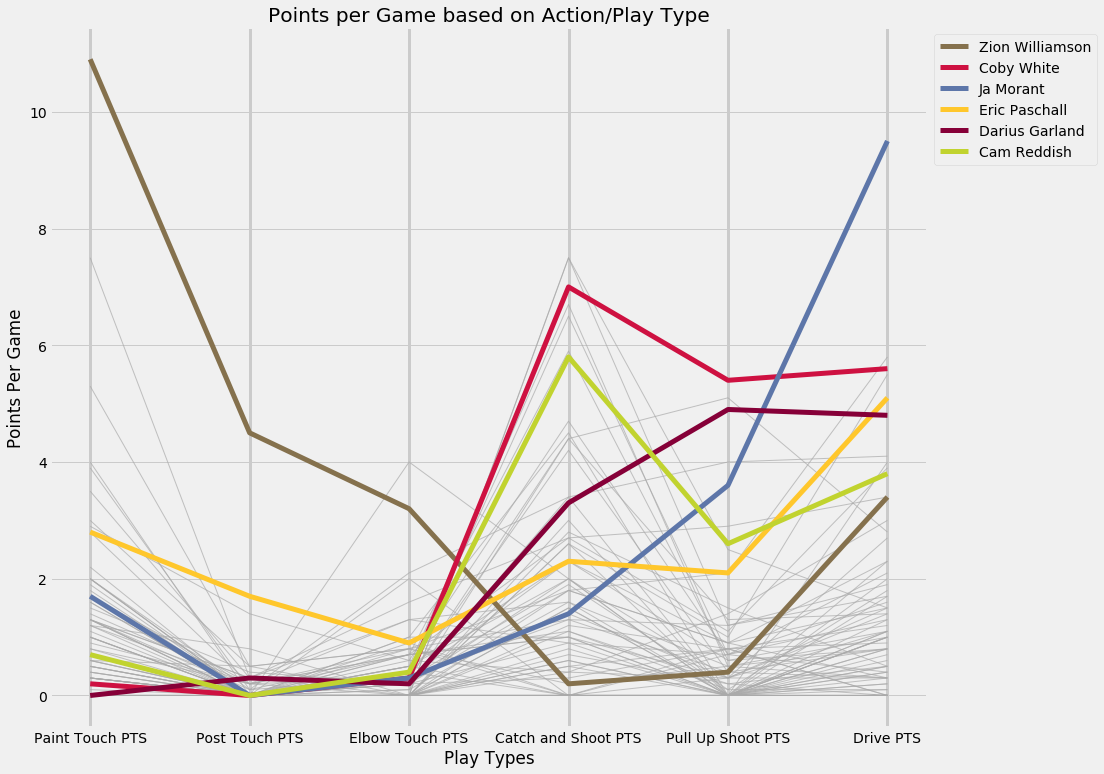 Points per Game based on Action/Play Type
Zion Williamson
Coby White
Ja Morant
Eric Paschall
Darius Garland
Cam Reddish
Points Per Game
10
8
6
4
2
0
Paint Touch PTS
Post Touch PTS
Elbow Touch PTS
Catch and Shoot PTS
Pull Up Shoot PTS
Drive PTS
Play Types